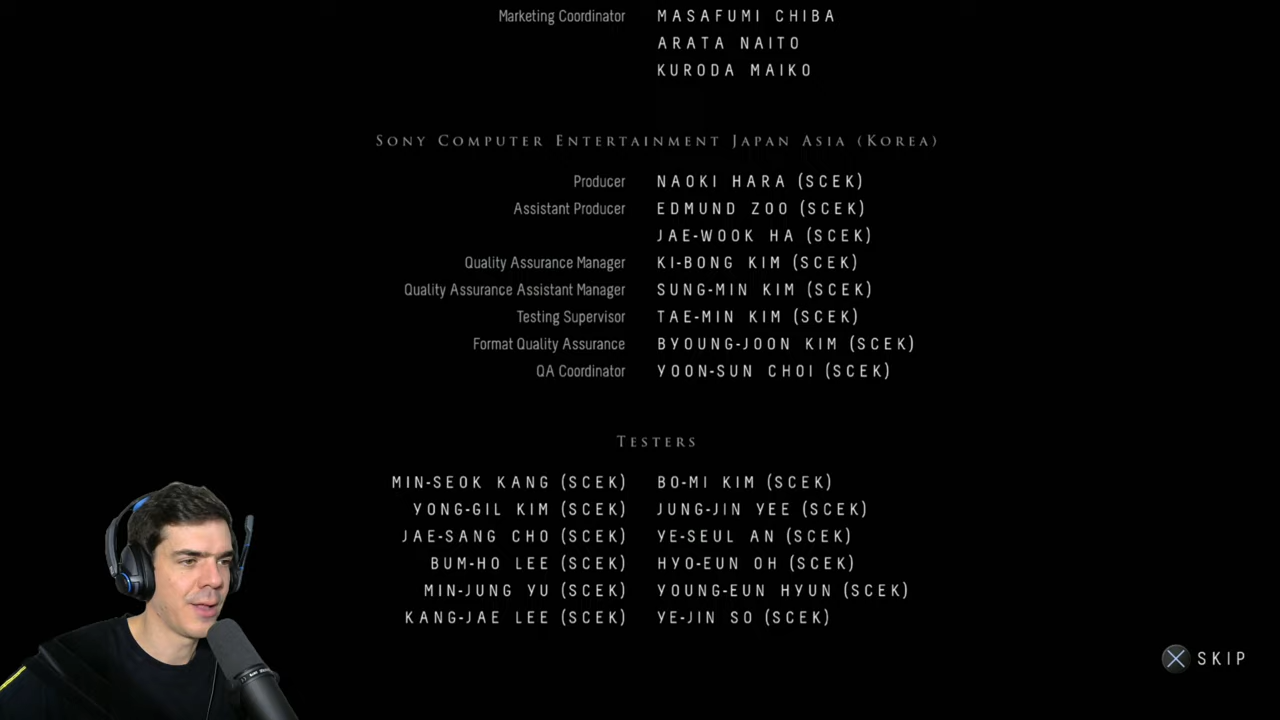 Marketing Coordinator MASAFUMI CHIBA
ARATA NAITO
KURODA MAIKO
SONY COMPUTER ENTERTAINMENT JAPAN ASIA (KOREA)
Producer NAOKI HARA (SCEK)
Assistant Producer EDMUND ZOO (SCEK)
JAE-WOOK HA (SCEK)
Quality Assurance Manager KI-BONG KIM (SCEK)
Quality Assurance Assistant Manager SUNG-MIN KIM (SCEK)
Testing Supervisor TAE-MIN KIM (SCEK)
Format Quality Assurance BYOUNG-JOON KIM (SCEK)
QA Coordinator YOON-SUN CHOI (SCEK)
TESTERS
MIN-SEOK KANG (SCEK) BO-MI KIM (SCEK)
YONG-GIL KIM (SCEK) JUNG-JIN YEE (SCEK)
JAE-SANG CHO (SCEK) YE-SEUL AN (SCEK)
BUM-HO LEE (SCEK) HYO-EUN OH (SCEK)
MIN-JUNG YU (SCEK) YOUNG-EUN HYUN (SCEK)
KANG-JAE LEE (SCEK) YE-JIN SO (SCEK)
SKIP